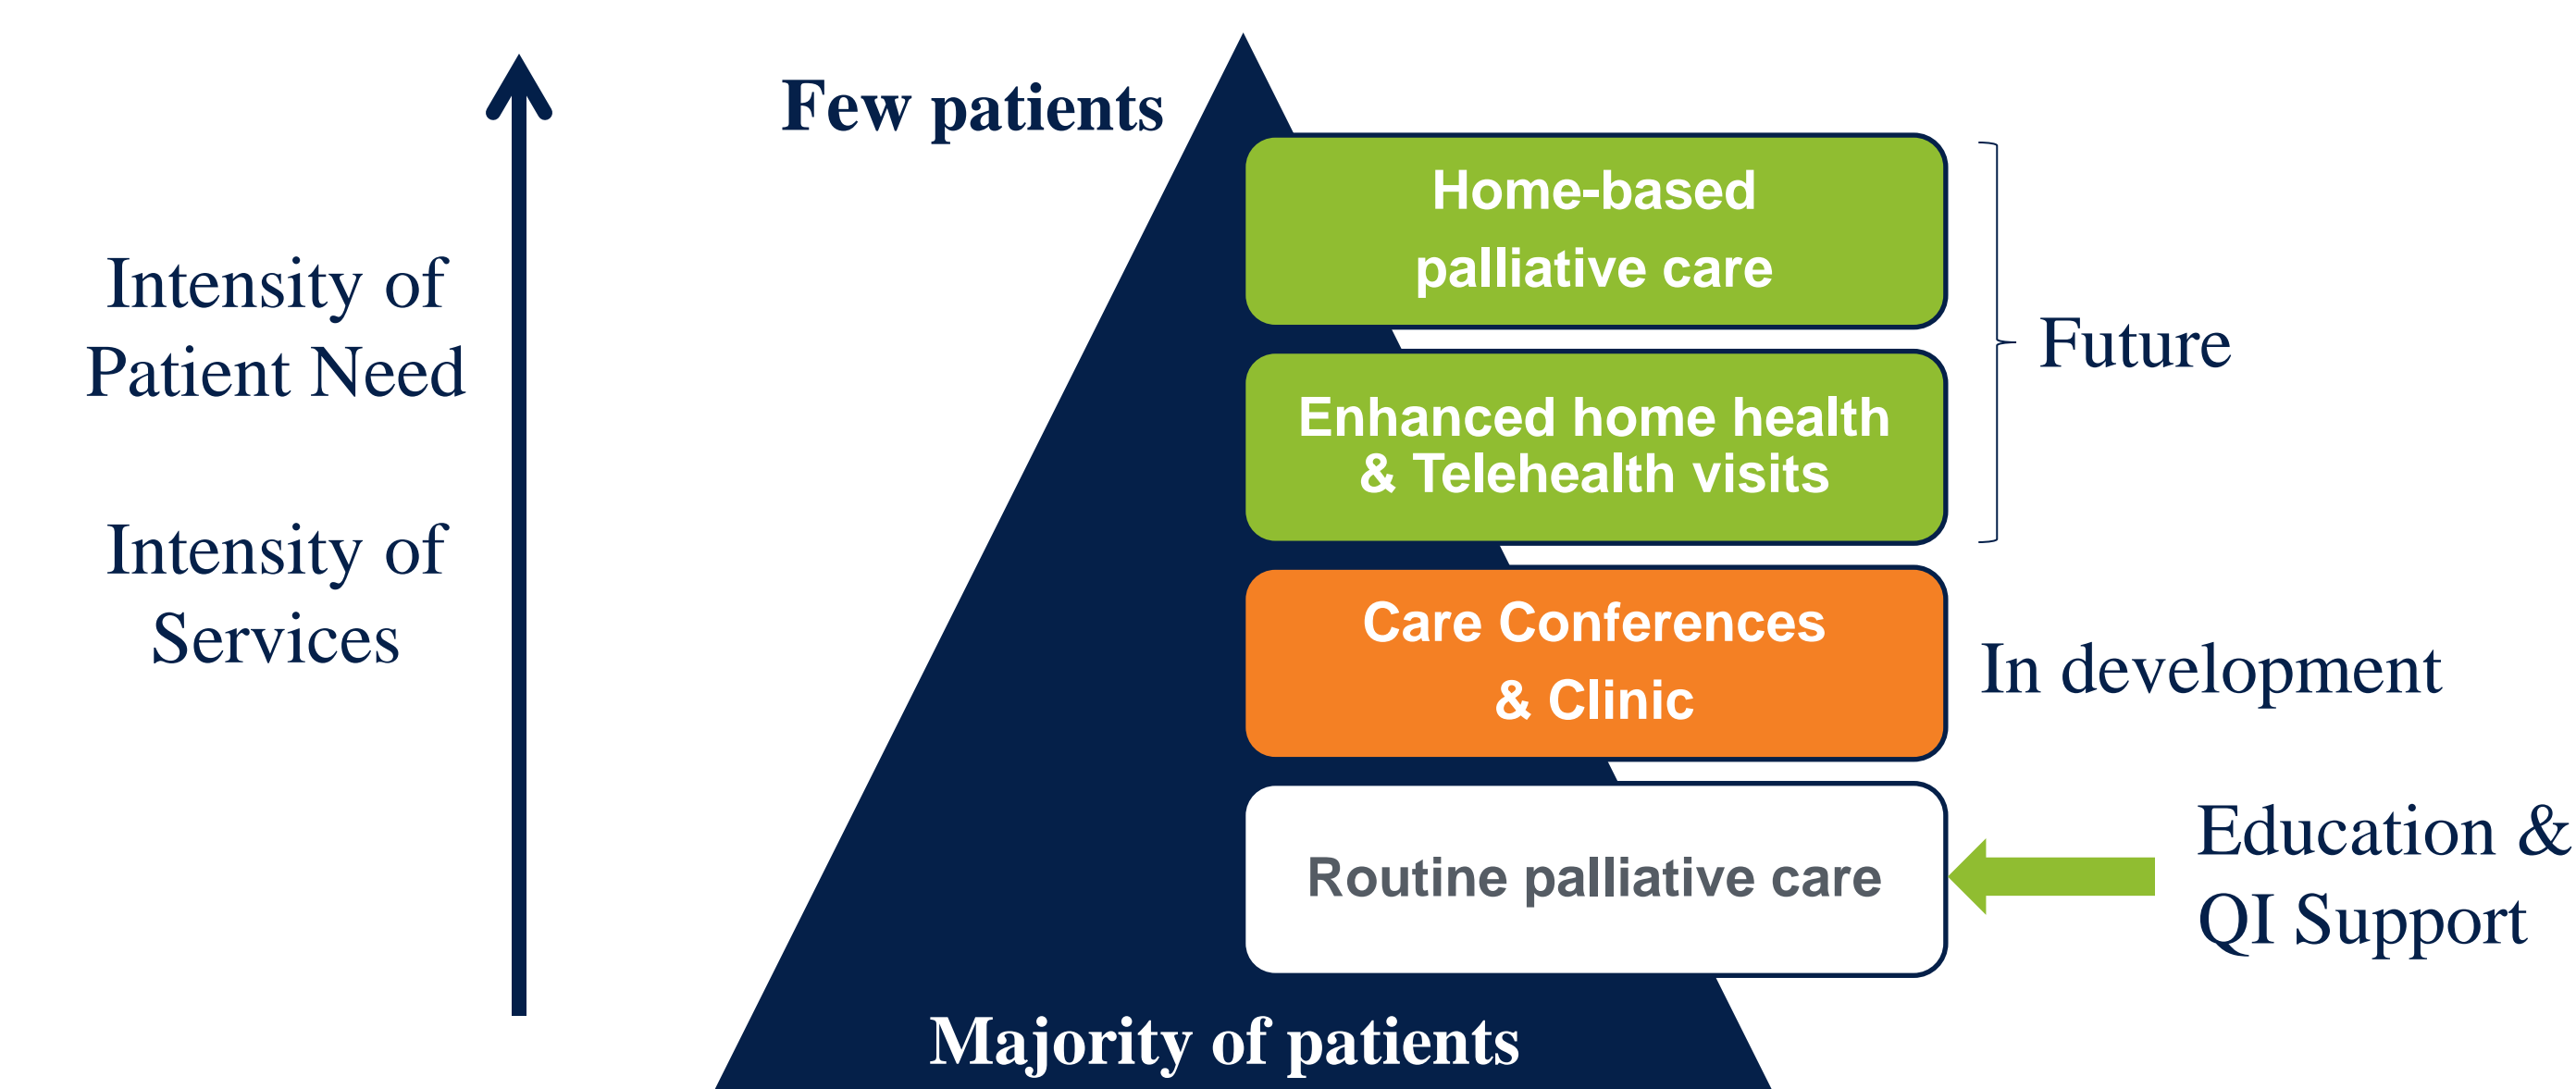 Few patients
Intensity of
Patient Need
Intensity of
Services
Home-based
palliative care
Enhanced home health
& Telehealth visits
Future
Care Conferences
& Clinic
In development
Routine palliative care
Education &
QI Support
Majority of patients